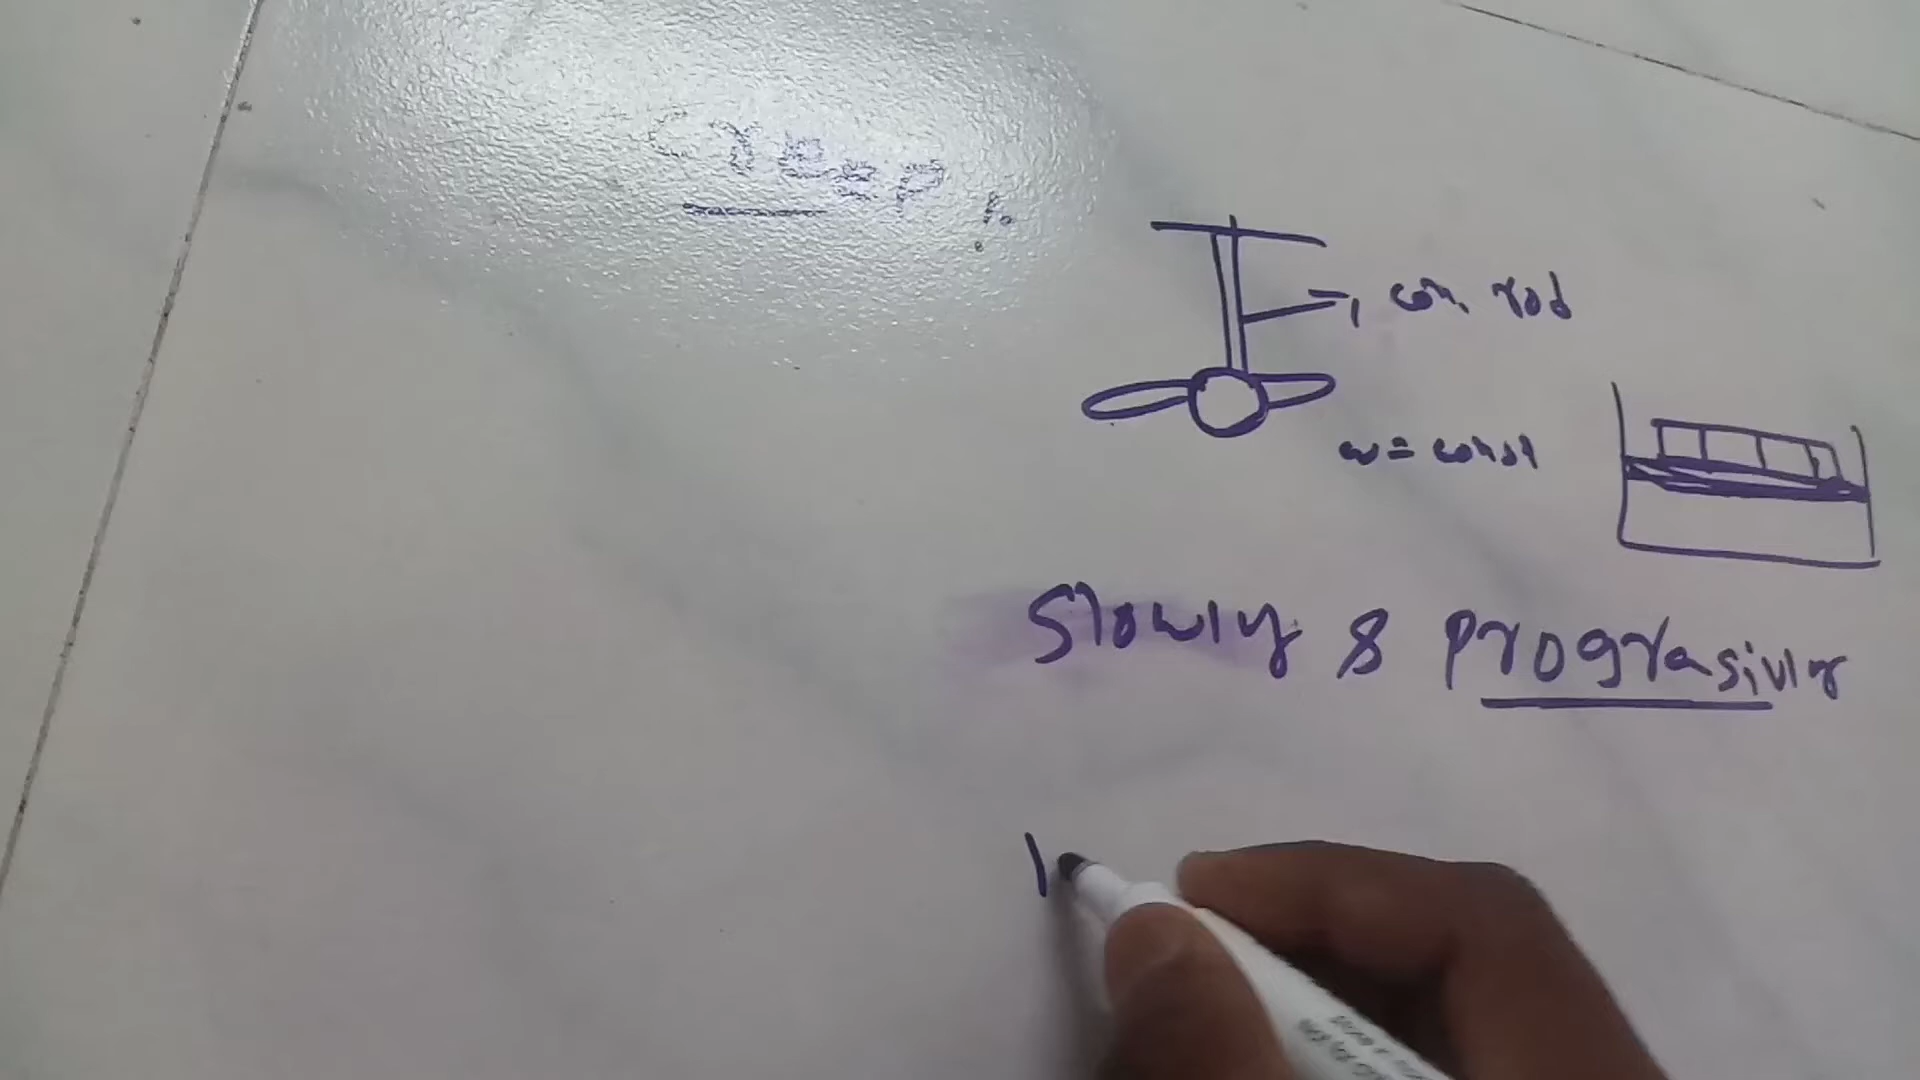 Creep :.
con rod
w = const
Slowly & Prograsivly